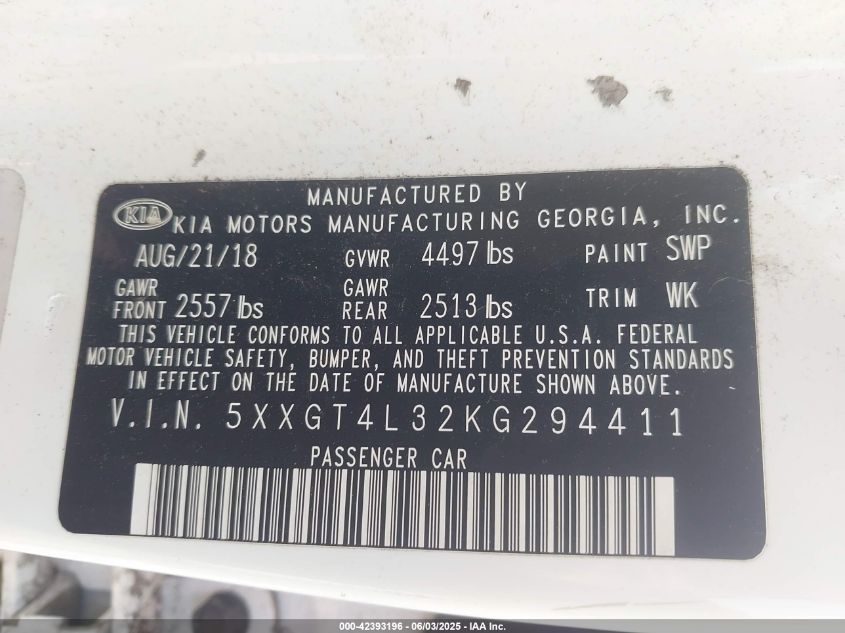 MANUFACTURED BY
KIA KIA MOTORS MANUFACTURING GEORGIA, INC.
AUG/21/18 GVWR 4497 lbs PAINT SWP
GAWR FRONT 2557 lbs GAWR REAR 2513 lbs TRIM WK
THIS VEHICLE CONFORMS TO ALL APPLICABLE U.S.A. FEDERAL
MOTOR VEHICLE SAFETY, BUMPER, AND THEFT PREVENTION STANDARDS
IN EFFECT ON THE DATE OF MANUFACTURE SHOWN ABOVE.
V.I.N. 5XXGT4L32KG294411
PASSENGER CAR
000-42393196 - 06/03/2025 - IAA Inc.